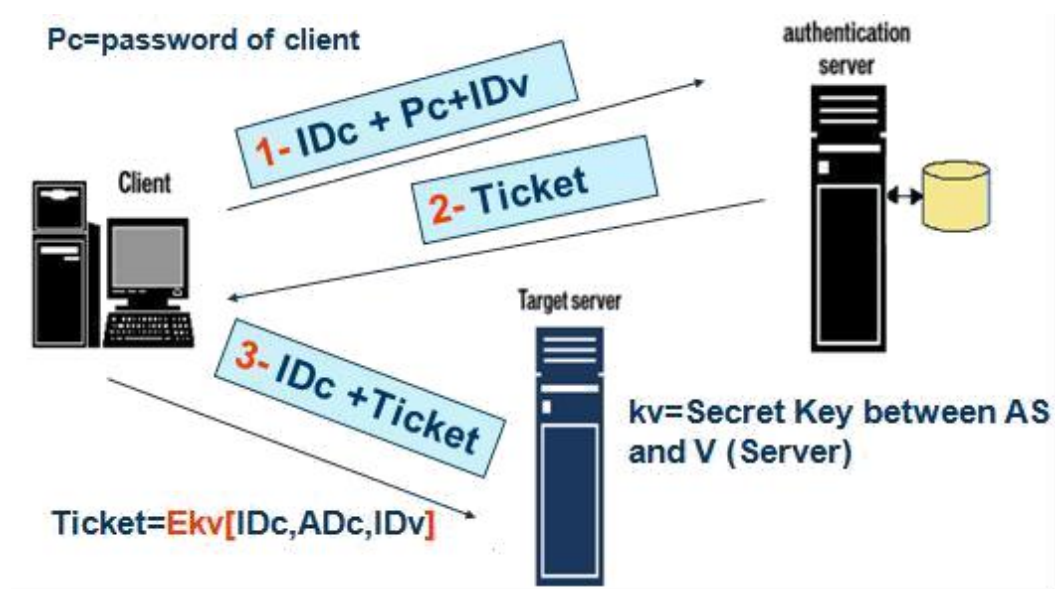 Pc=password of client
authentication
server
1- IDc + Pc+IDv
Client
2- Ticket
Target server
3- IDc +Ticket
kv=Secret Key between AS
and V (Server)
Ticket=Ekv[IDc,ADc,IDv]